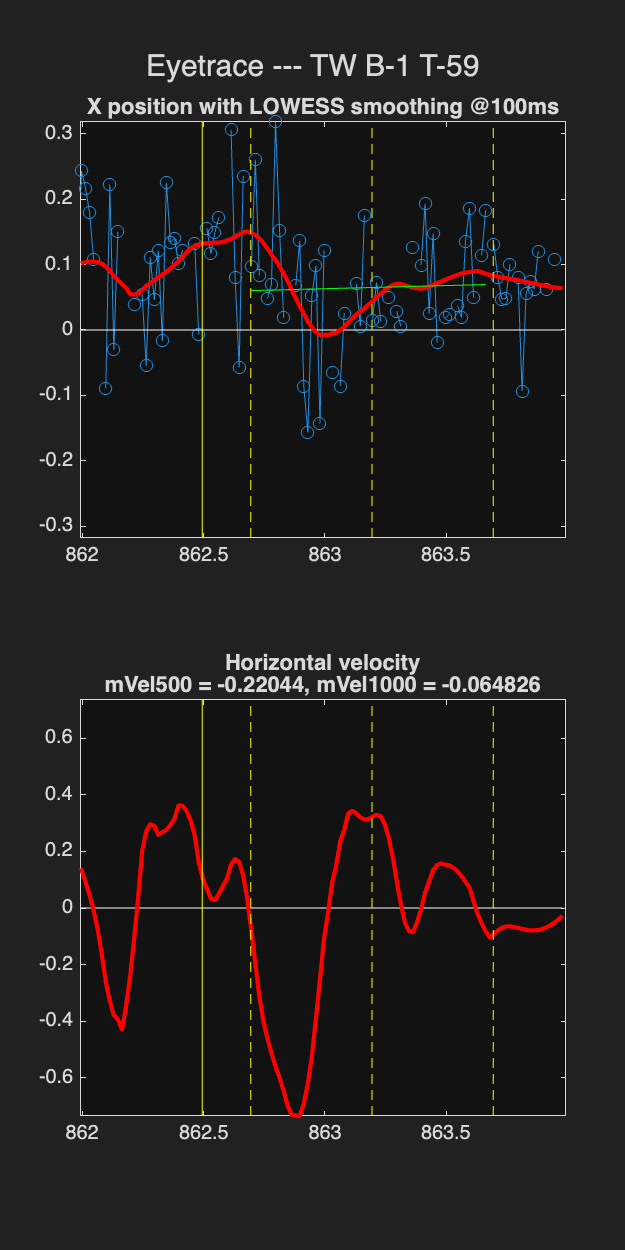 Eyetrace --- TW B-1 T-59
X position with LOWESS smoothing @100ms
0.3
0.2
0.1
0
-0.1
-0.2
-0.3
862 862.5 863 863.5
Horizontal velocity
mVel500 = -0.22044, mVel1000 = -0.064826
0.6
0.4
0.2
0
-0.2
-0.4
-0.6
862 862.5 863 863.5